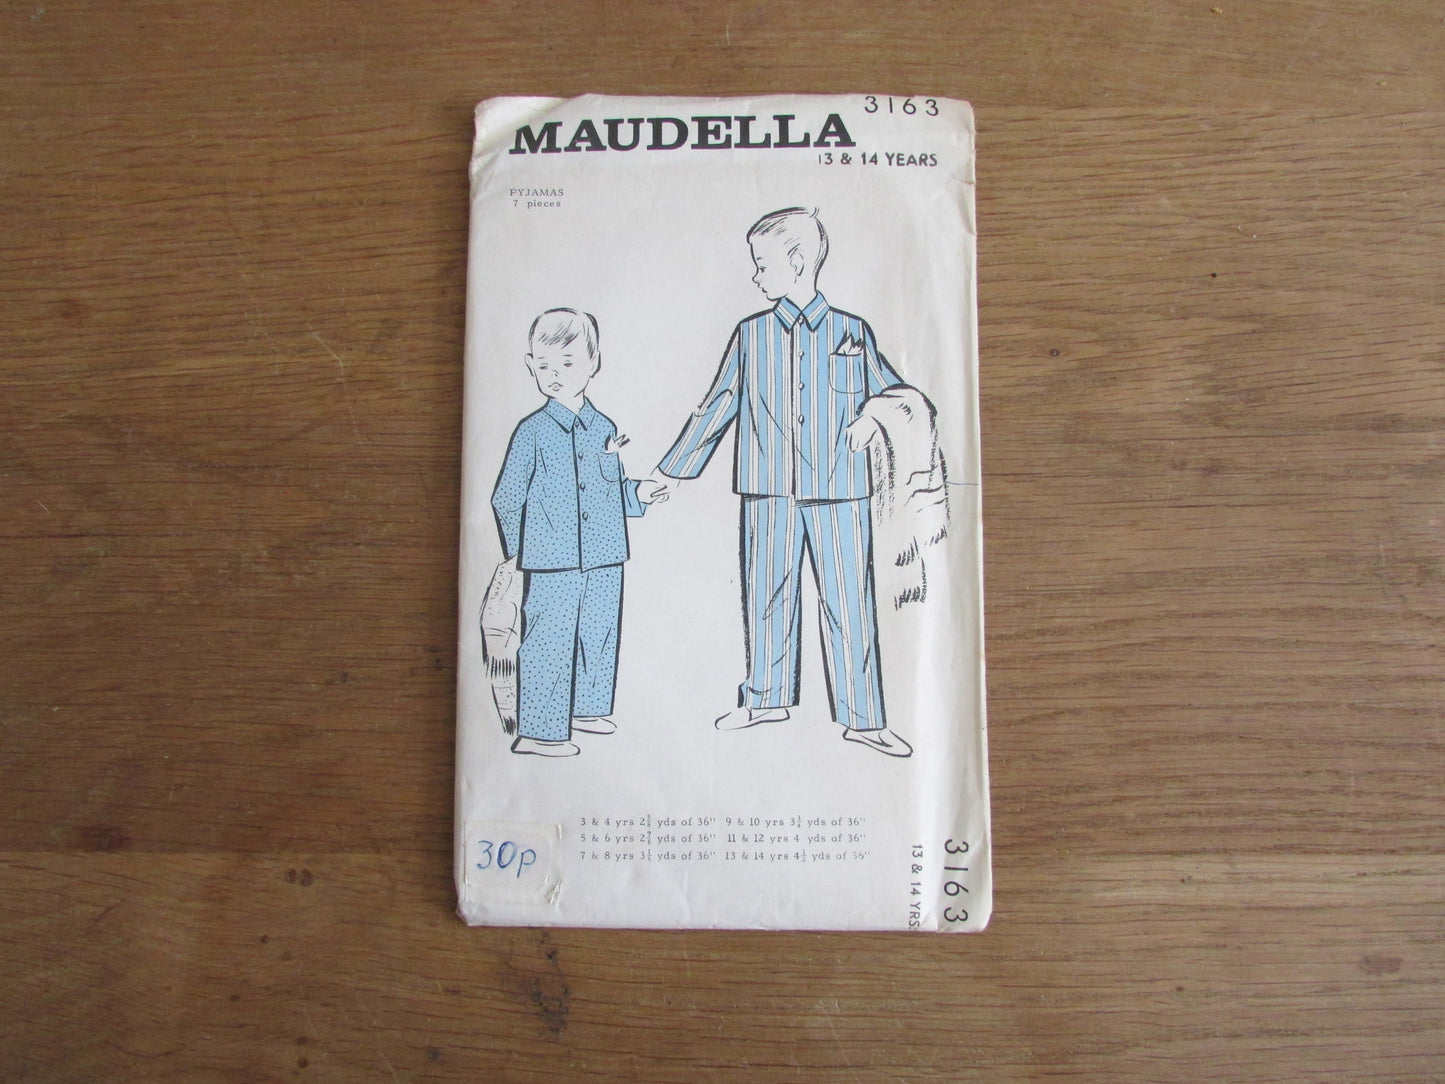 3163
MAUDELLA
13 & 14 YEARS
PYJAMAS
7 pieces
3 & 4 yrs 2⅝ yds of 36" 9 & 10 yrs 3¾ yds of 36"
5 & 6 yrs 2⅞ yds of 36" 11 & 12 yrs 4 yds of 36"
7 & 8 yrs yds of 36" 13 & 14 yrs 4½ yds of 36"
30p
3163
13 & 14 YRS.